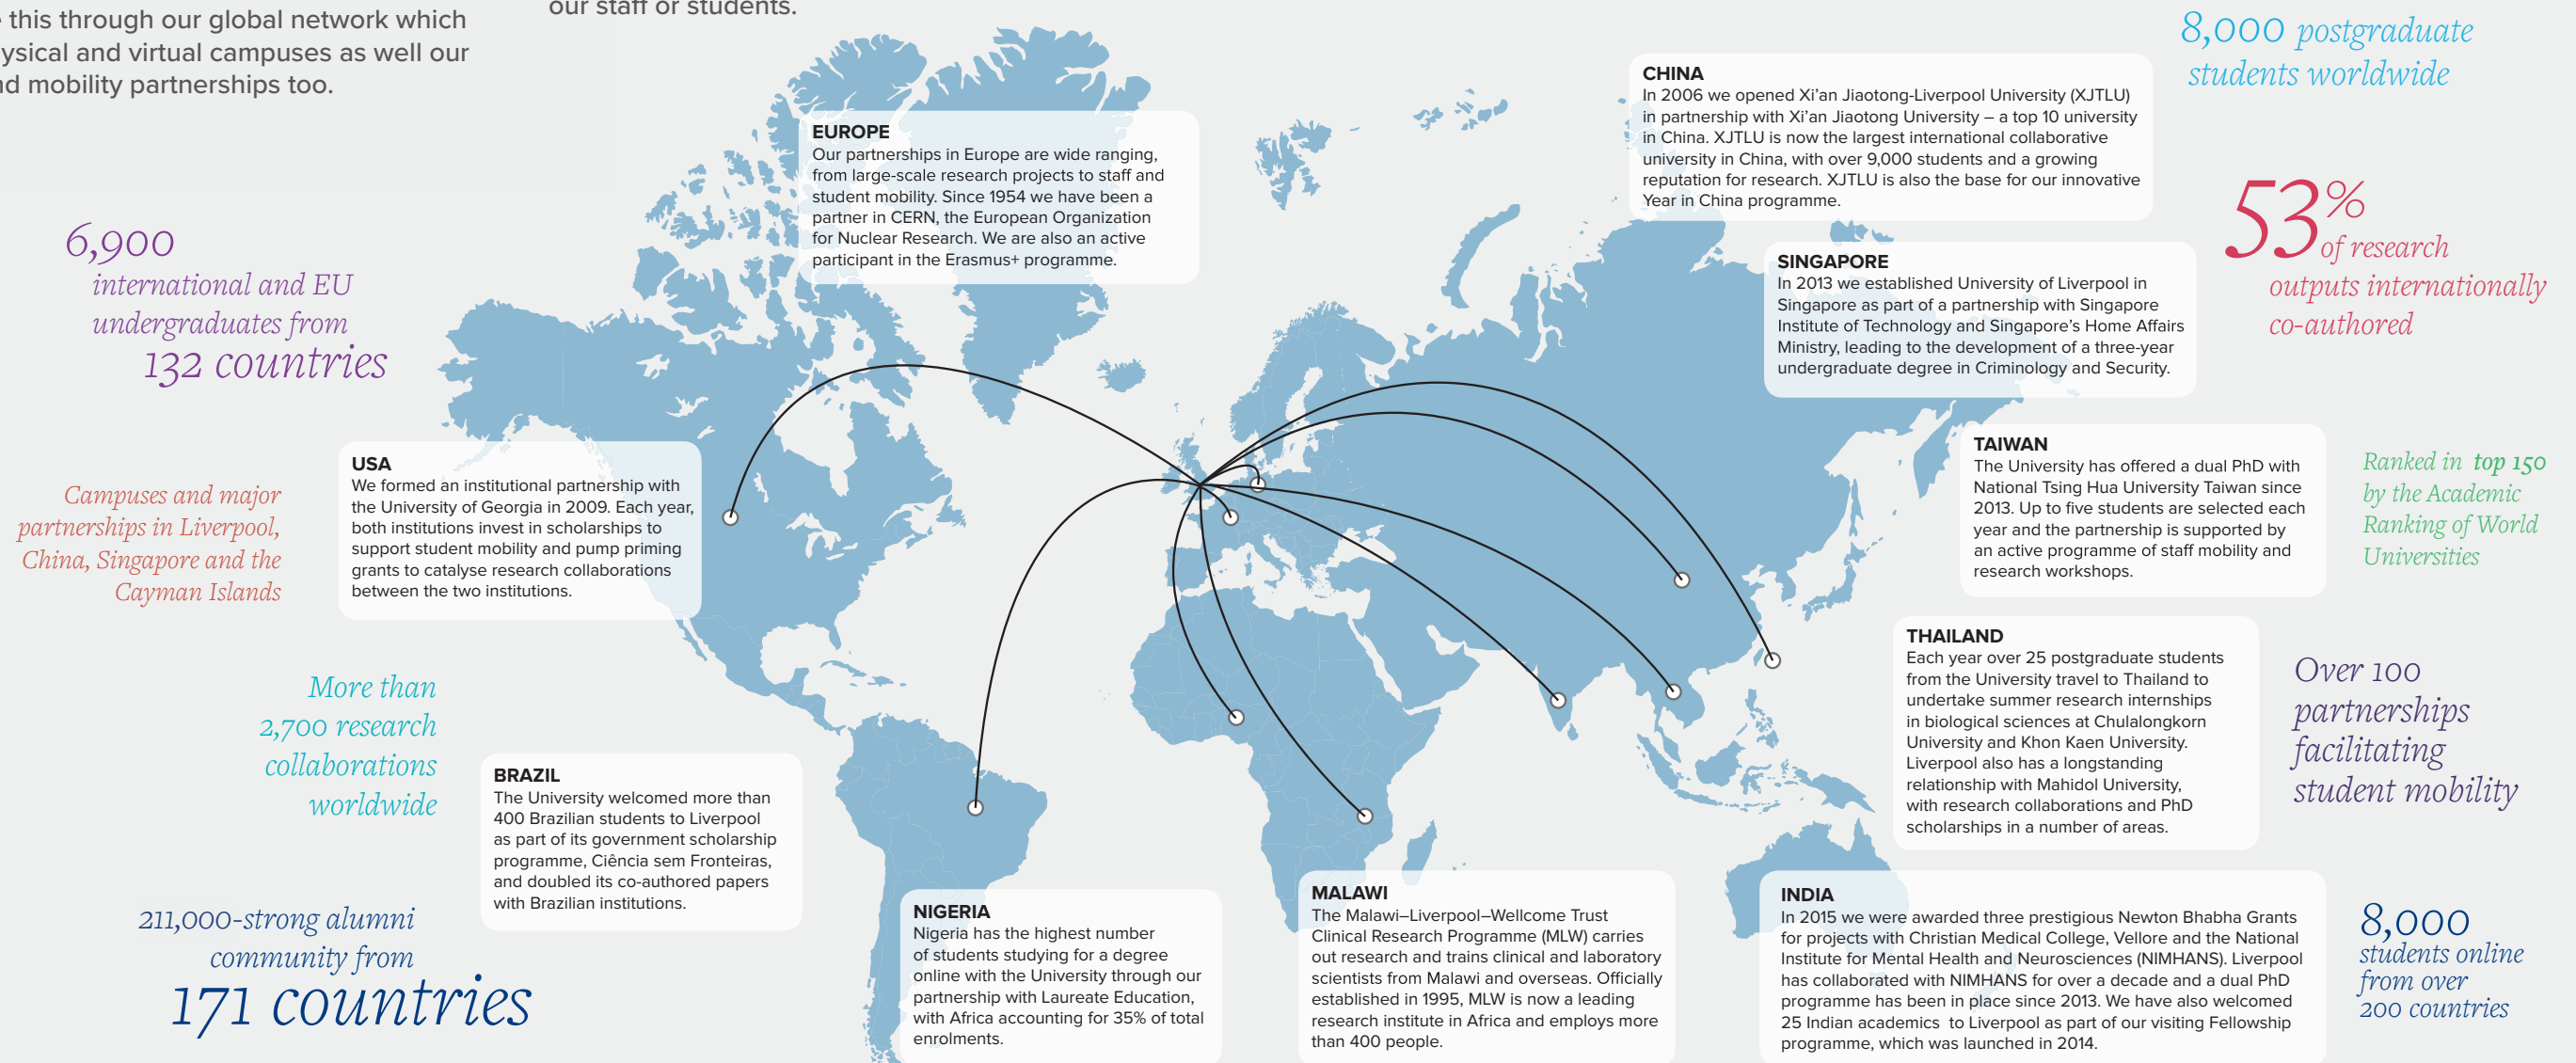 this through our global network which
ysical and virtual campuses as well our
nd mobility partnerships too.
our staff or students.
6,900
international and EU
undergraduates from
132 countries
Campuses and major
partnerships in Liverpool,
China, Singapore and the
Cayman Islands
More than
2,700 research
collaborations
worldwide
211,000-strong alumni
community from
171 countries
EUROPE
Our partnerships in Europe are wide ranging,
from large-scale research projects to staff and
student mobility. Since 1954 we have been a
partner in CERN, the European Organization
for Nuclear Research. We are also an active
participant in the Erasmus+ programme.
USA
We formed an institutional partnership with
the University of Georgia in 2009. Each year,
both institutions invest in scholarships to
support student mobility and pump priming
grants to catalyse research collaborations
between the two institutions.
BRAZIL
The University welcomed more than
400 Brazilian students to Liverpool
as part of its government scholarship
programme, Ciência sem Fronteiras,
and doubled its co-authored papers
with Brazilian institutions.
NIGERIA
Nigeria has the highest number
of students studying for a degree
online with the University through our
partnership with Laureate Education,
with Africa accounting for 35% of total
enrolments.
MALAWI
The Malawi–Liverpool–Wellcome Trust
Clinical Research Programme (MLW) carries
out research and trains clinical and laboratory
scientists from Malawi and overseas. Officially
established in 1995, MLW is now a leading
research institute in Africa and employs more
than 400 people.
CHINA
In 2006 we opened Xi'an Jiaotong-Liverpool University (XJTLU)
in partnership with Xi'an Jiaotong University – a top 10 university
in China. XJTLU is now the largest international collaborative
university in China, with over 9,000 students and a growing
reputation for research. XJTLU is also the base for our innovative
Year in China programme.
SINGAPORE
In 2013 we established University of Liverpool in
Singapore as part of a partnership with Singapore
Institute of Technology and Singapore's Home Affairs
Ministry, leading to the development of a three-year
undergraduate degree in Criminology and Security.
TAIWAN
The University has offered a dual PhD with
National Tsing Hua University Taiwan since
2013. Up to five students are selected each
year and the partnership is supported by
an active programme of staff mobility and
research workshops.
THAILAND
Each year over 25 postgraduate students
from the University travel to Thailand to
undertake summer research internships
in biological sciences at Chulalongkorn
University and Khon Kaen University.
Liverpool also has a longstanding
relationship with Mahidol University,
with research collaborations and PhD
scholarships in a number of areas.
INDIA
In 2015 we were awarded three prestigious Newton Bhabha Grants
for projects with Christian Medical College, Vellore and the National
Institute for Mental Health and Neurosciences (NIMHANS). Liverpool
has collaborated with NIMHANS for over a decade and a dual PhD
programme has been in place since 2013. We have also welcomed
25 Indian academics to Liverpool as part of our visiting Fellowship
programme, which was launched in 2014.
8,000 postgraduate
students worldwide
53%
of research
outputs internationally
co-authored
Ranked in top 150
by the Academic
Ranking of World
Universities
Over 100
partnerships
facilitating
student mobility
8,000
students online
from over
200 countries